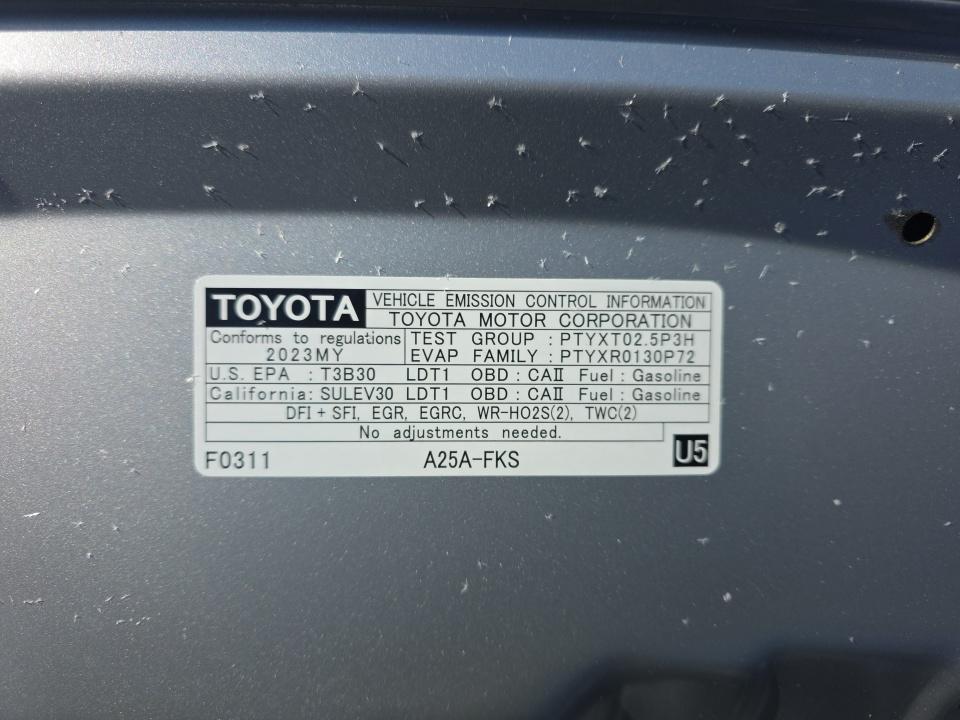 TOYOTA VEHICLE EMISSION CONTROL INFORMATION
TOYOTA MOTOR CORPORATION
Conforms to regulations TEST GROUP : PTYXT02.5P3H
2023MY EVAP FAMILY : PTYXR0130P72
U.S. EPA : T3B30 LDT1 OBD : CAⅡ Fuel : Gasoline
California: SULEV30 LDT1 OBD : CAⅡ Fuel : Gasoline
DFI + SFI, EGR, EGRC, WR-HO2S(2), TWC(2)
No adjustments needed.
F0311 A25A-FKS U5